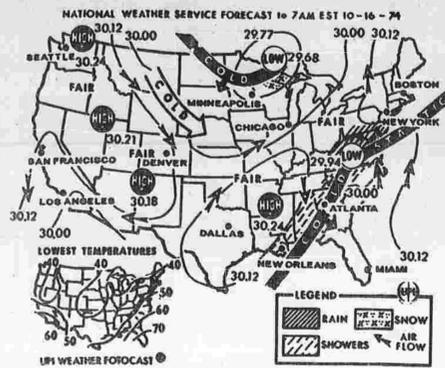 NATIONAL WEATHER SERVICE FORECAST to 7AM EST 10-16-74
29.77
30.00
30.12
HIGH
30.12
30.00
LOW
29.68
SEATTLE
30.24
FAIR
COLD
COLD
BOSTON
MINNEAPOLIS
HIGH
30.21
CHICAGO
FAIR
NEW YORK
SAN FRANCISCO
FAIR
DENVER
29.94
LOW
FAIR
HIGH
30.18
HIGH
30.24
30.00
30.12
LOS ANGELES
ATLANTA
30.00
DALLAS
COLD
LOWEST TEMPERATURES
NEW ORLEANS
30.12
30.12
MIAMI
40
40
40
50
60
60
50
70
LEGEND
UPI
RAIN
SNOW
SHOWERS
AIR FLOW
UPI WEATHER FOTOCAST